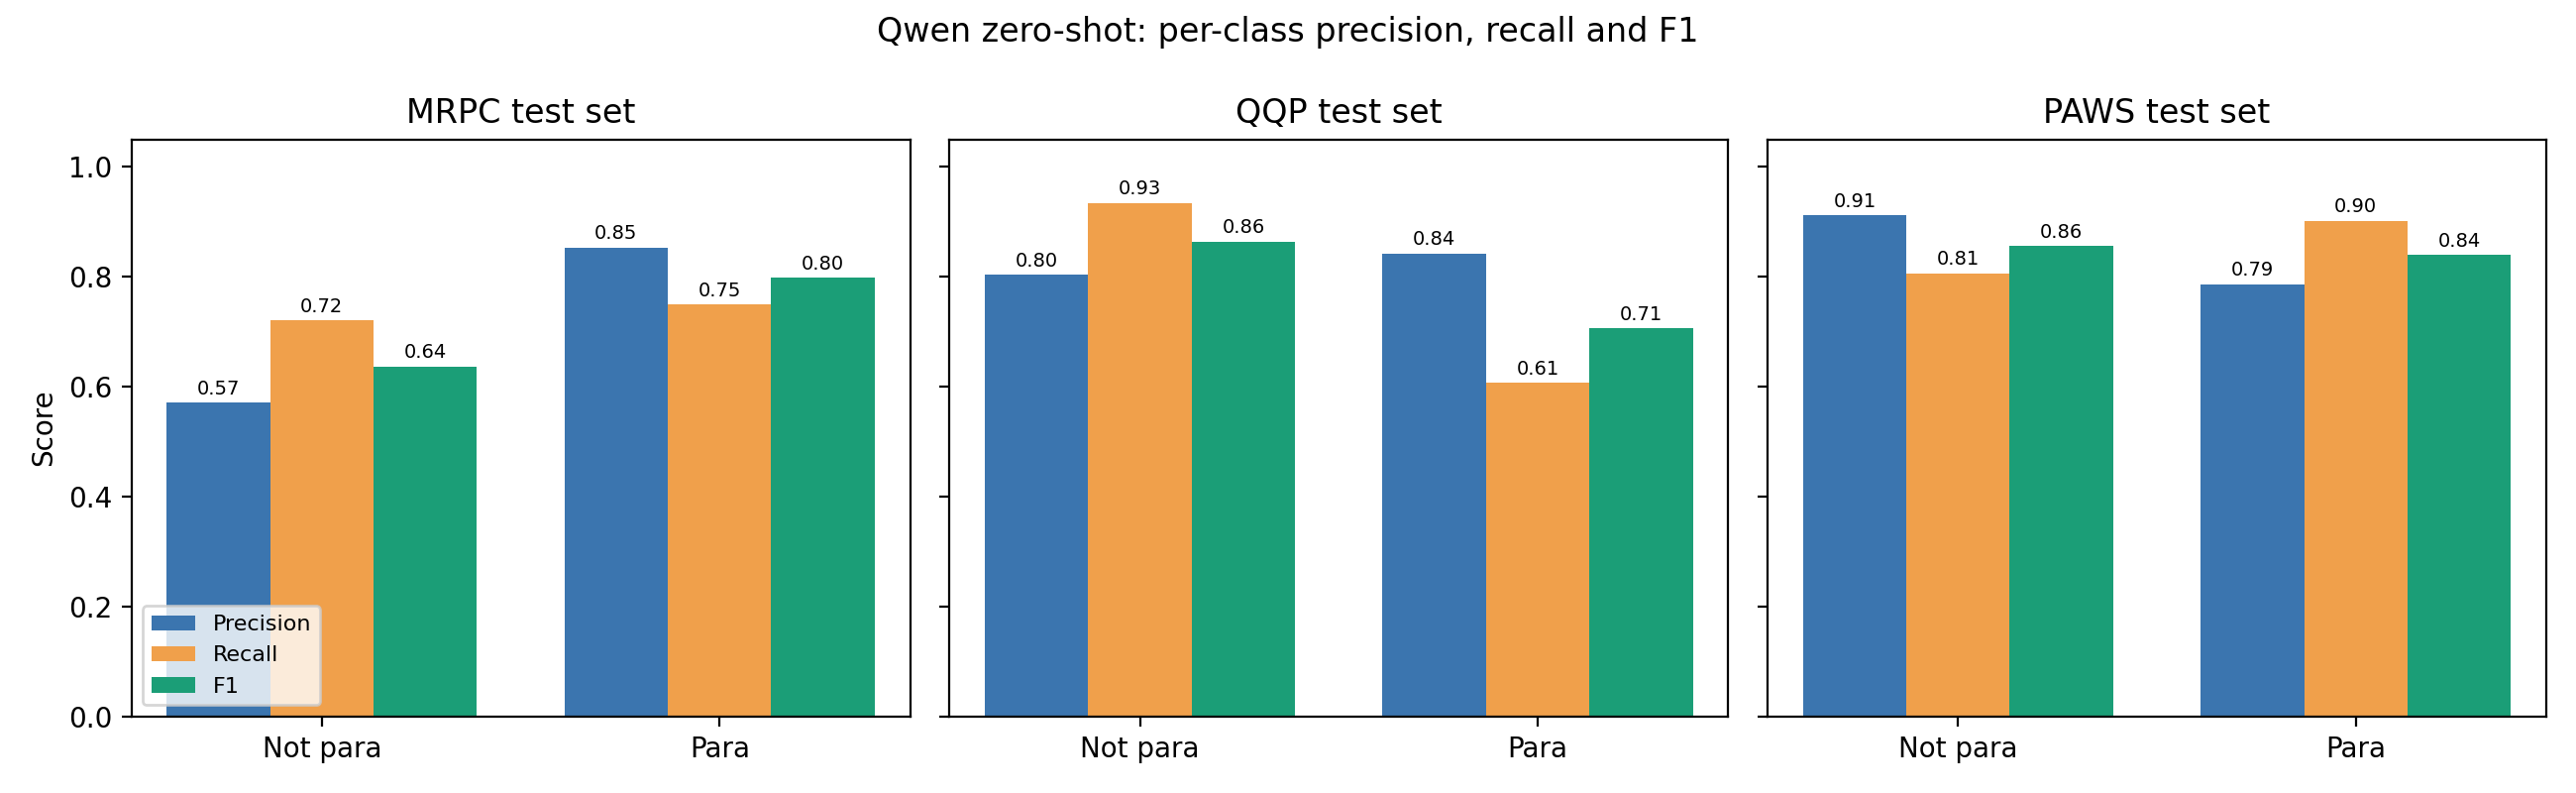 Qwen zero-shot: per-class precision, recall and F1
MRPC test set
Score
1.0
0.8
0.6
0.4
0.2
0.0
0.57
0.72
0.64
0.85
0.75
0.80
Precision
Recall
F1
Not para
Para
QQP test set
0.80
0.93
0.86
0.84
0.61
0.71
Not para
Para
PAWS test set
0.91
0.81
0.86
0.79
0.90
0.84
Not para
Para